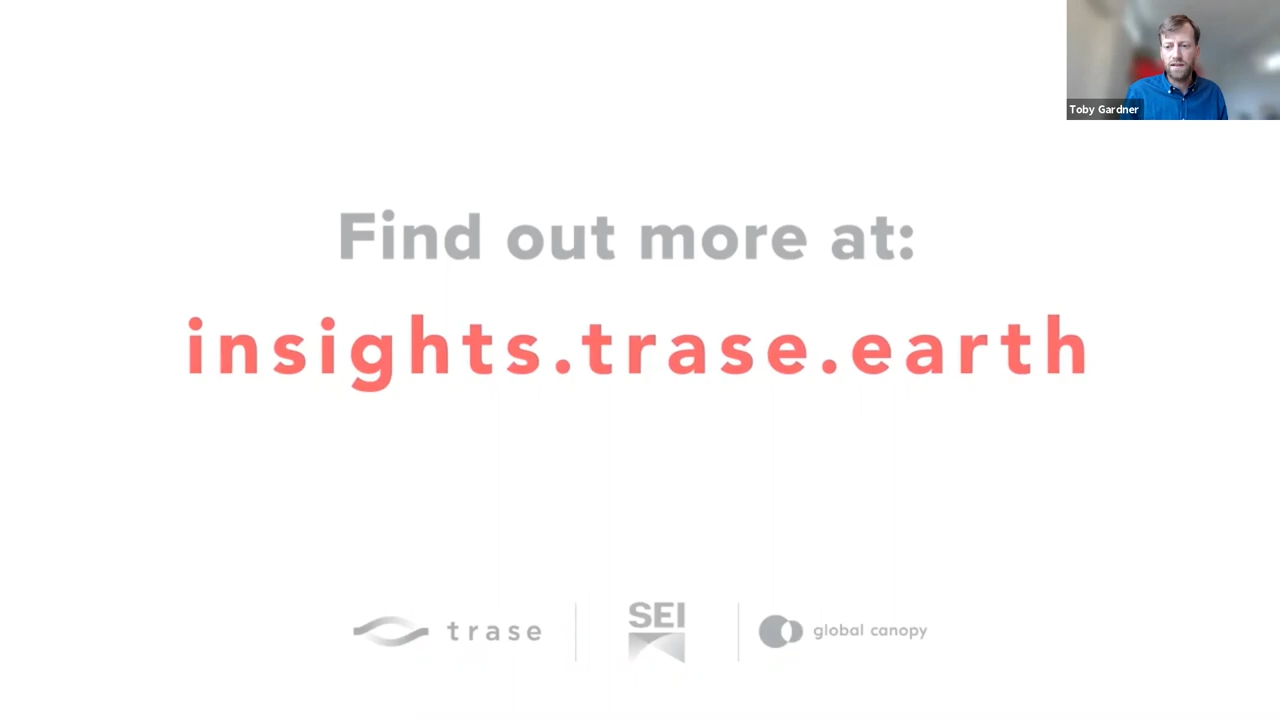 Toby Gardner
Find out more at:
insights.trase.earth
trase
SEI
global canopy